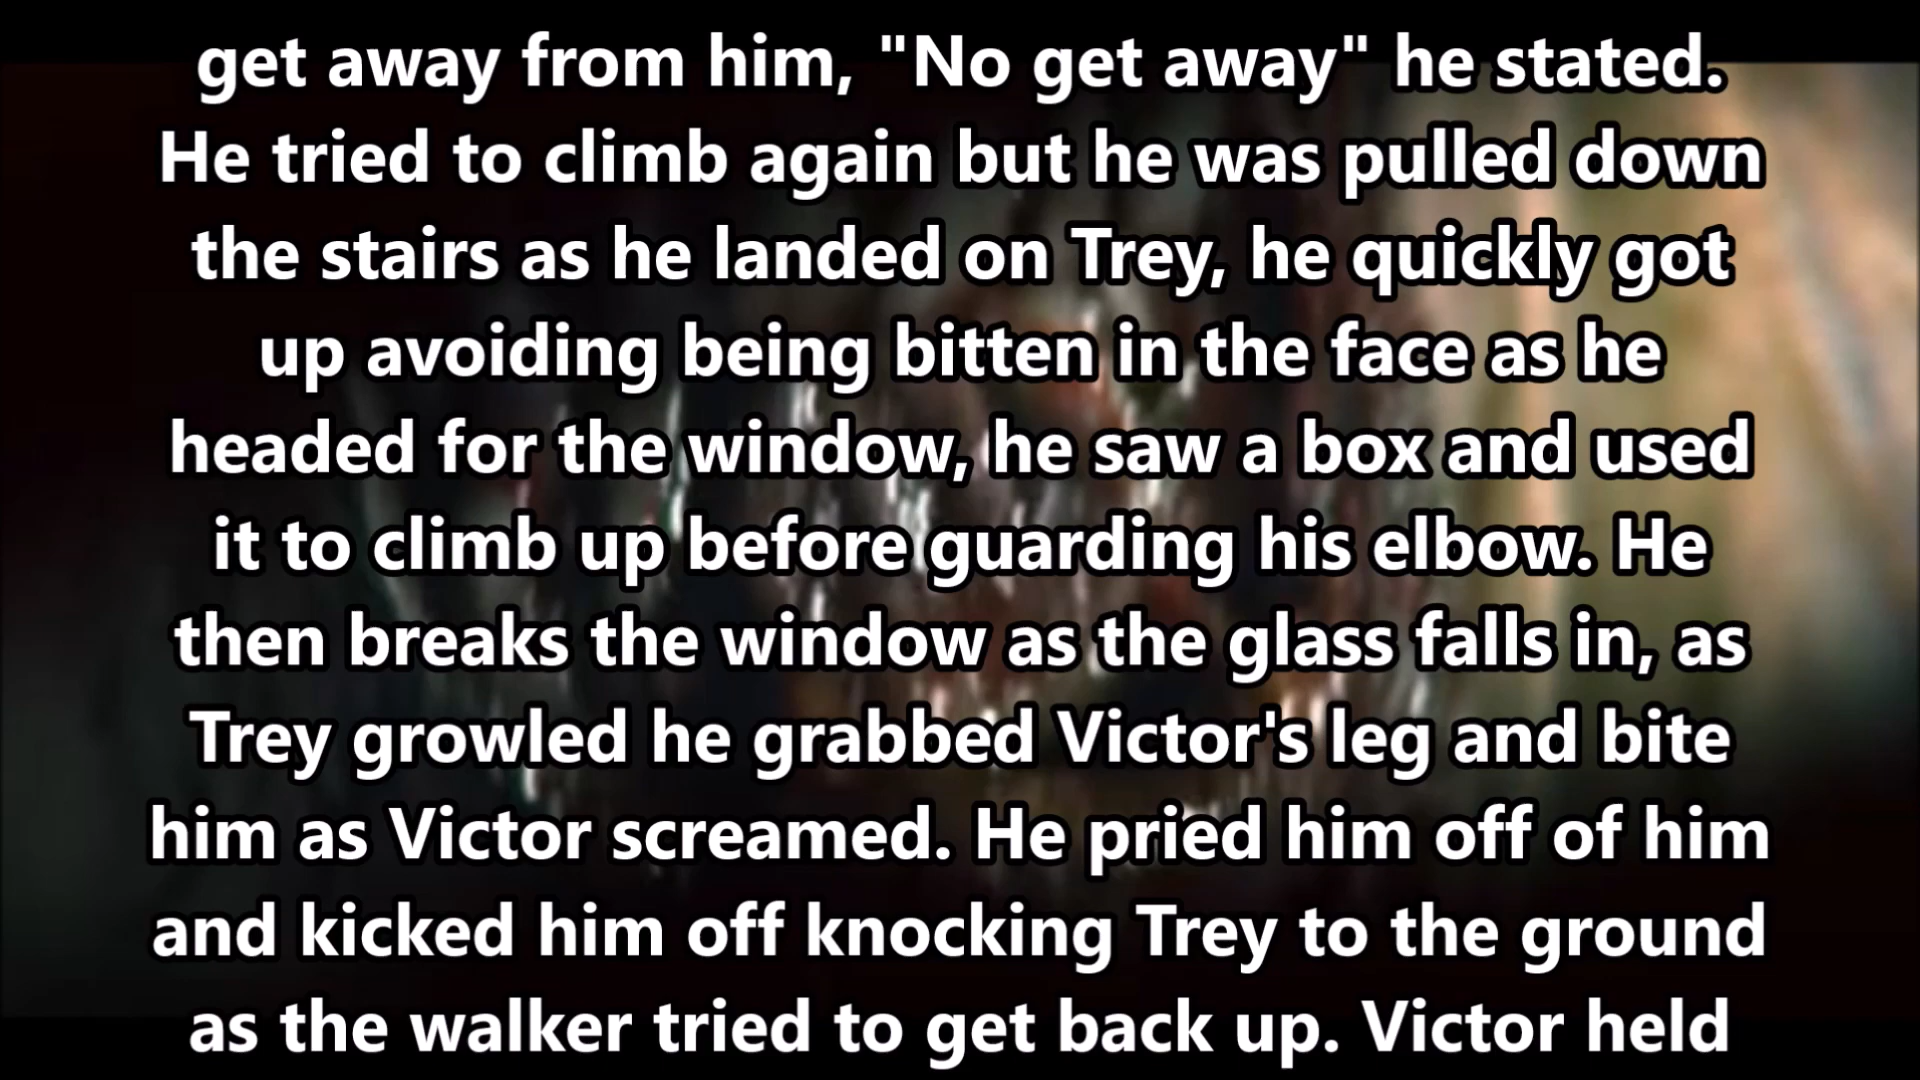 get away from him, "No get away" he stated.
He tried to climb again but he was pulled down
the stairs as he landed on Trey, he quickly got
up avoiding being bitten in the face as he
headed for the window, he saw a box and used
it to climb up before guarding his elbow. He
then breaks the window as the glass falls in, as
Trey growled he grabbed Victor's leg and bite
him as Victor screamed. He pried him off of him
and kicked him off knocking Trey to the ground
as the walker tried to get back up. Victor held